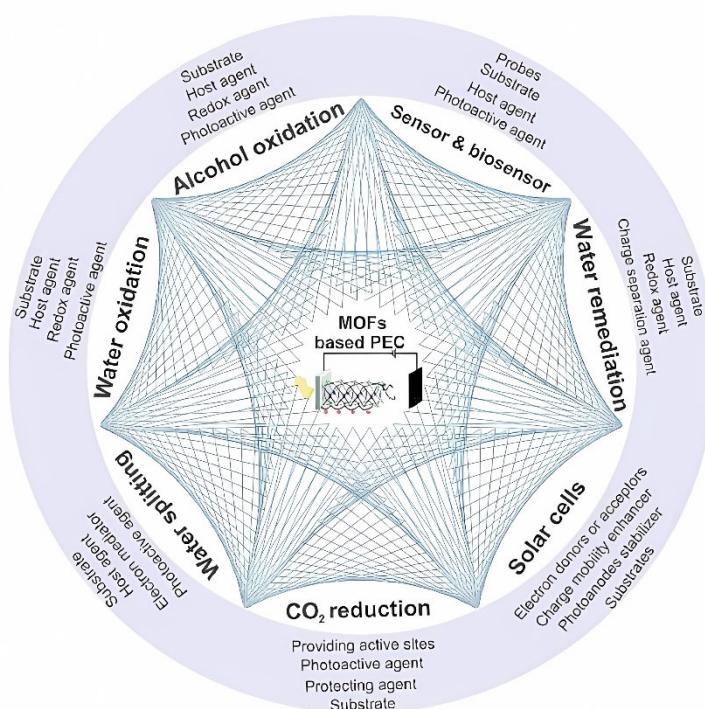 Substrate
Host agent
Redox agent
Photoactive agent
Alcohol oxidation
Probes
Substrate
Host agent
Photoactive agent
Sensor & biosensor
Substrate
Host agent
Redox agent
Charge separation agent
Water remediation
Electron donors or acceptors
Charge mobility enhancer
Photoanodes stabilizer
Substrates
Solar cells
CO₂ reduction
Providing active sites
Photoactive agent
Protecting agent
Substrate
Water splitting
Photoactive agent
Electron mediator
Host agent
Substrate
Water oxidation
Substrate
Host agent
Redox agent
Photoactive agent
MOFs
based PEC